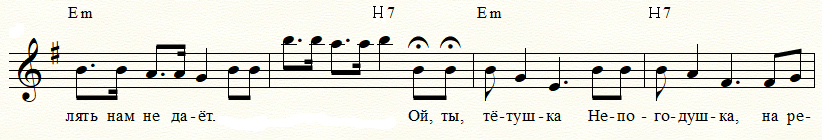 Em H7 Em H7
лять нам не да-ёт. Ой, ты, тё-туш-ка Не-по-го-душ-ка, на ре-